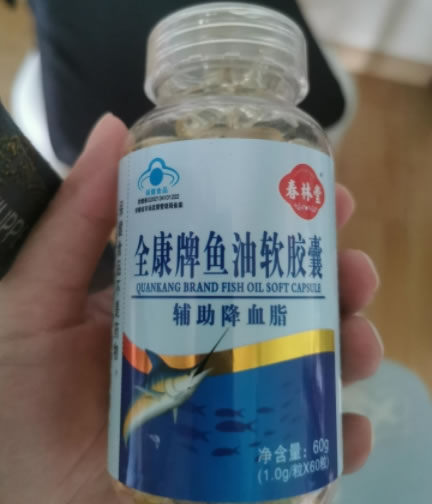 保健食品
春林堂
全康牌鱼油软胶囊
QUANKANG BRAND FISH OIL SOFT CAPSULE
辅助降血脂
净含量：60g
(1.0g/粒X60粒)